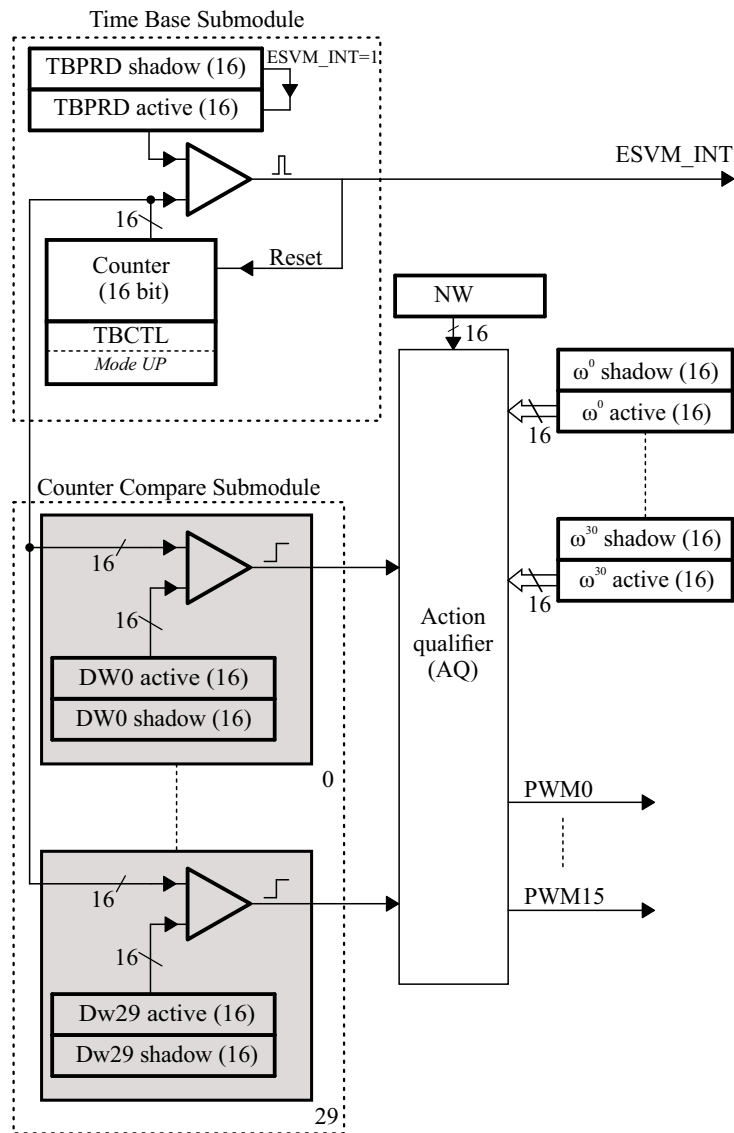 Time Base Submodule
TBPRD shadow (16)
ESVM_INT=1
TBPRD active (16)
ESVM_INT
16
Counter
(16 bit)
Reset
TBCTL
Mode UP
NW
16
ω⁰ shadow (16)
ω⁰ active (16)
16
Counter Compare Submodule
16
16
DW0 active (16)
DW0 shadow (16)
0
ω³⁰ shadow (16)
ω³⁰ active (16)
16
Action
qualifier
(AQ)
PWM0
PWM15
16
16
Dw29 active (16)
Dw29 shadow (16)
29